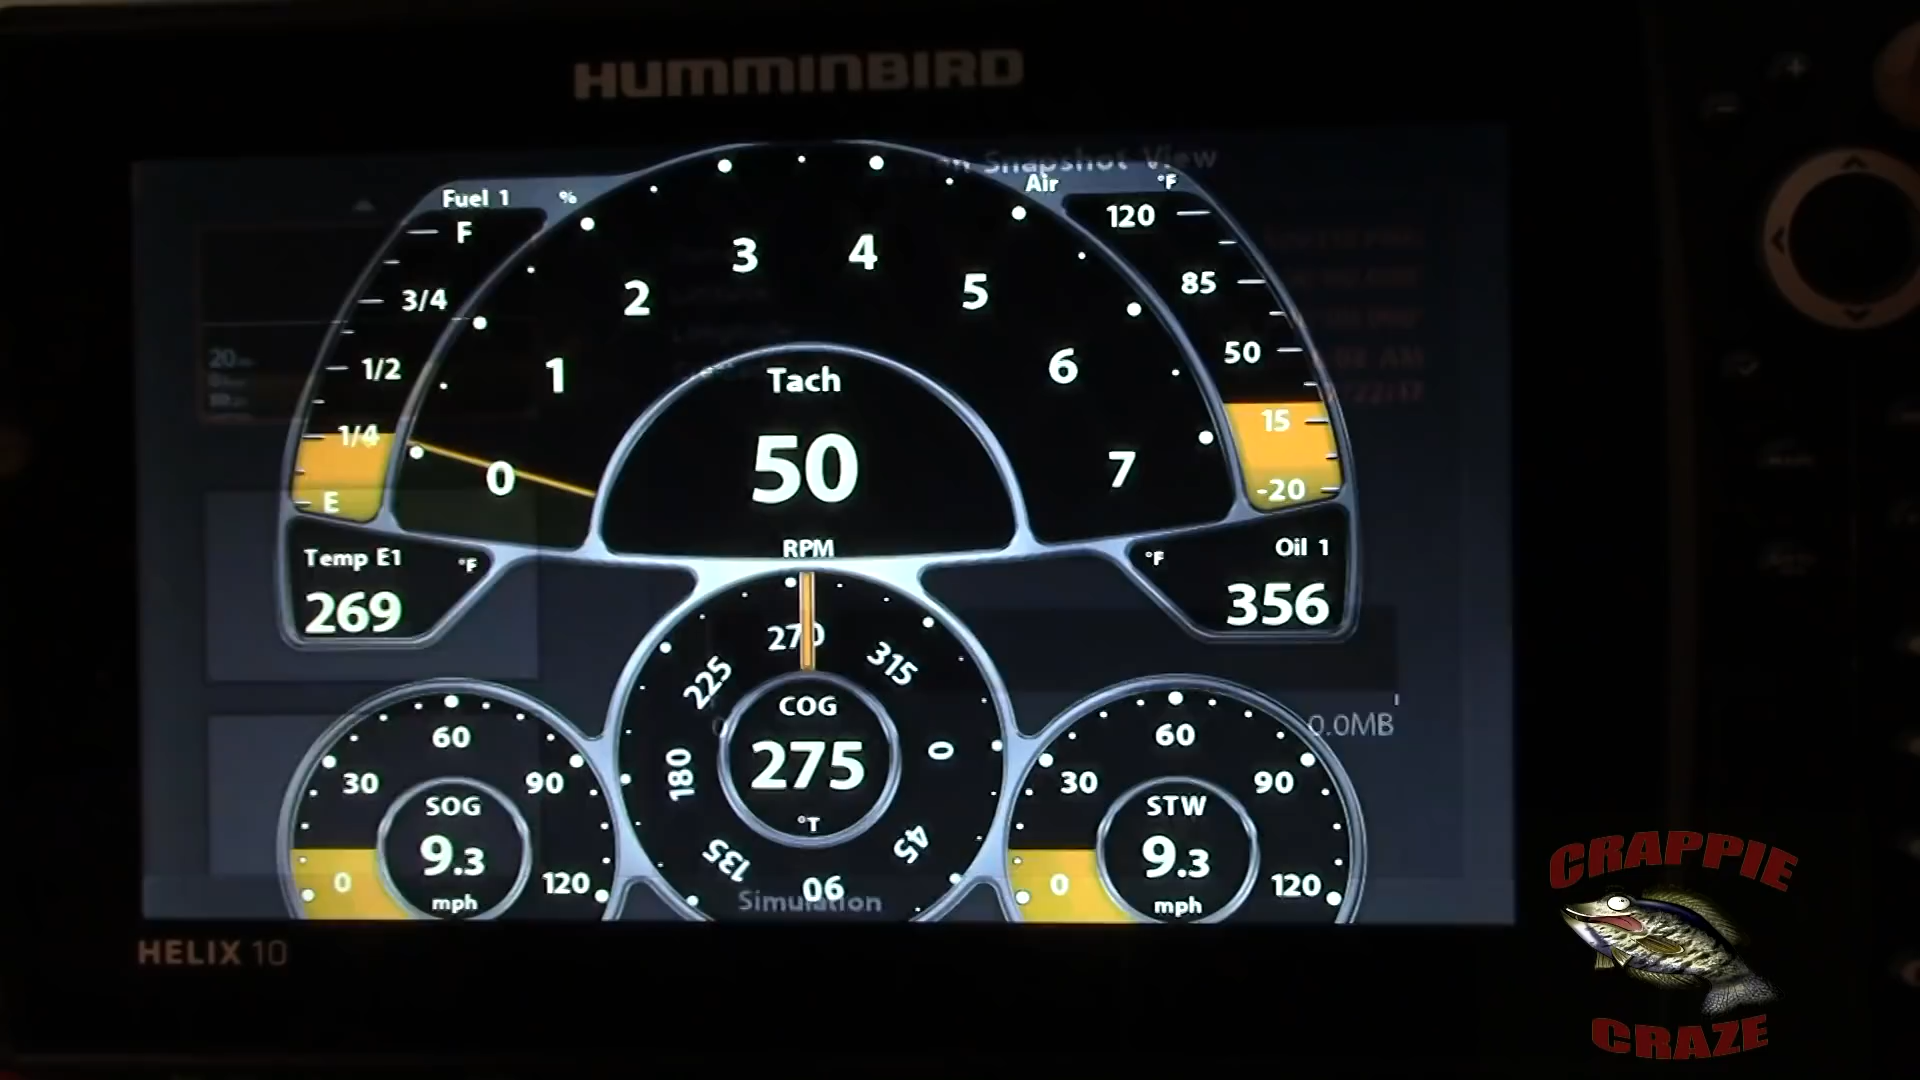 HUMMINBIRD
Snapshot View
Fuel 1 %
F
3/4
1/2
1/4
E
Air °F
120
85
50
15
-20
0 1 2 3 4 5 6 7
Tach
50
RPM
Temp E1 °F
269
°F Oil 1
356
225 270 315
180 0
135 90 45
COG
275
°T
0 30 60 90 120
SOG
9.3
mph
0 30 60 90 120
STW
9.3
mph
0.0MB
Simulation
HELIX 10
CRAPPIE
CRAZE